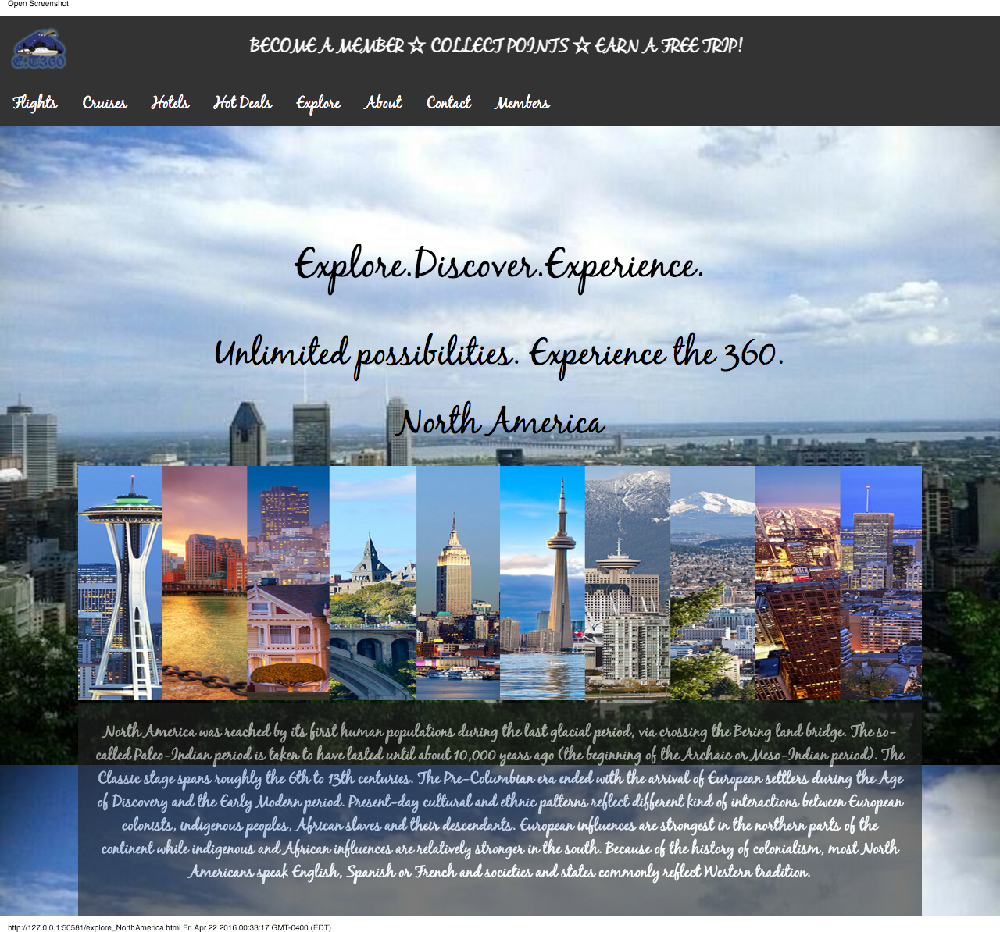 Open Screenshot
E.T360
BECOME A MEMBER ☆ COLLECT POINTS ☆ EARN A FREE TRIP!
Flights Cruises Hotels Hot Deals Explore About Contact Members
Explore.Discover.Experience.
Unlimited possibilities. Experience the 360.
North America
North America was reached by its first human populations during the last glacial period, via crossing the Bering land bridge. The so-
called Paleo-Indian period is taken to have lasted until about 10,000 years ago (the beginning of the Archaic or Meso-Indian period). The
Classic stage spans roughly the 6th to 13th centuries. The Pre-Columbian era ended with the arrival of European settlers during the Age
of Discovery and the Early Modern period. Present-day cultural and ethnic patterns reflect different kind of interactions between European
colonists, indigenous peoples, African slaves and their descendants. European influences are strongest in the northern parts of the
continent while indigenous and African influences are relatively stronger in the south. Because of the history of colonialism, most North
Americans speak English, Spanish or French and societies and states commonly reflect Western tradition.
http://127.0.0.1:50581/explore_NorthAmerica.html Fri Apr 22 2016 00:33:17 GMT-0400 (EDT)